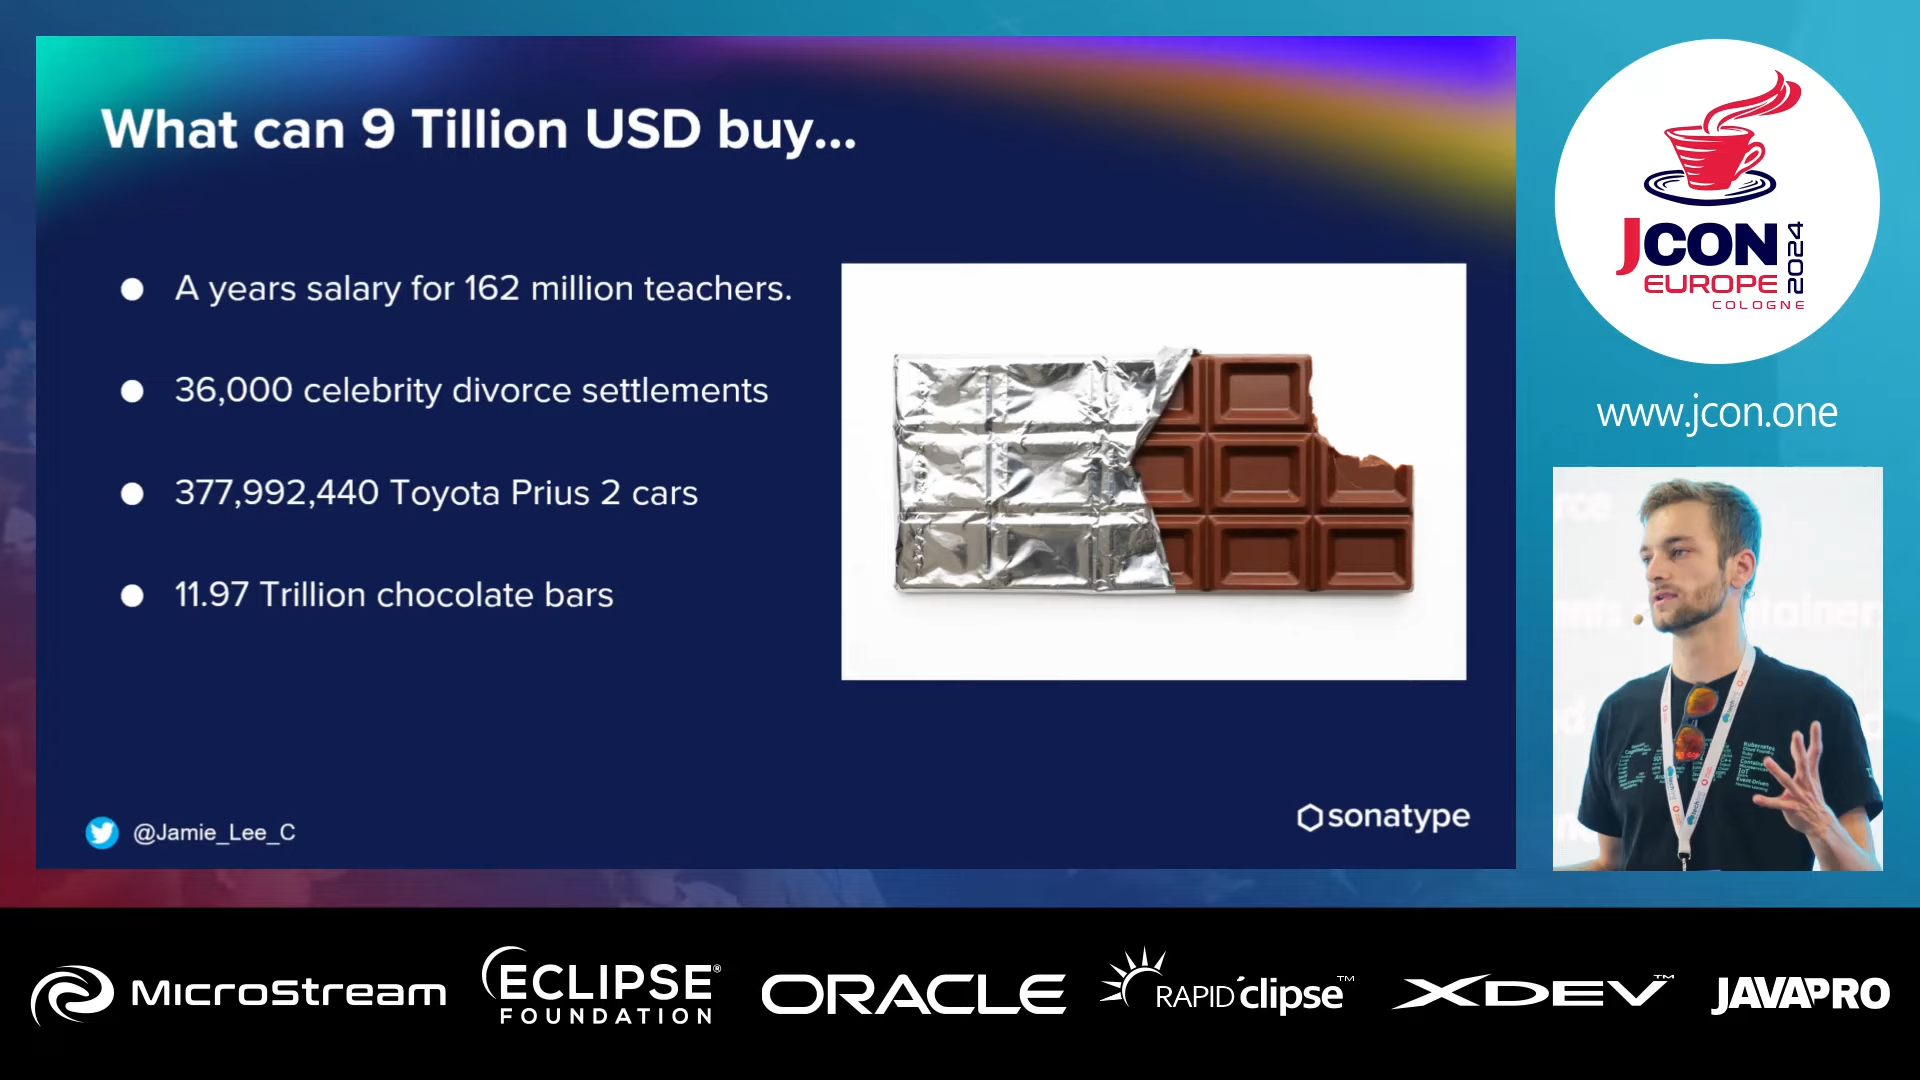 What can 9 Tillion USD buy...
A years salary for 162 million teachers.
36,000 celebrity divorce settlements
377,992,440 Toyota Prius 2 cars
11.97 Trillion chocolate bars
@Jamie_Lee_C
sonatype
JCON
EUROPE
COLOGNE
2024
www.jcon.one
MicroStream
ECLIPSE®
FOUNDATION
ORACLE
RAPID'clipse™
XDEV™
JAVAPRO